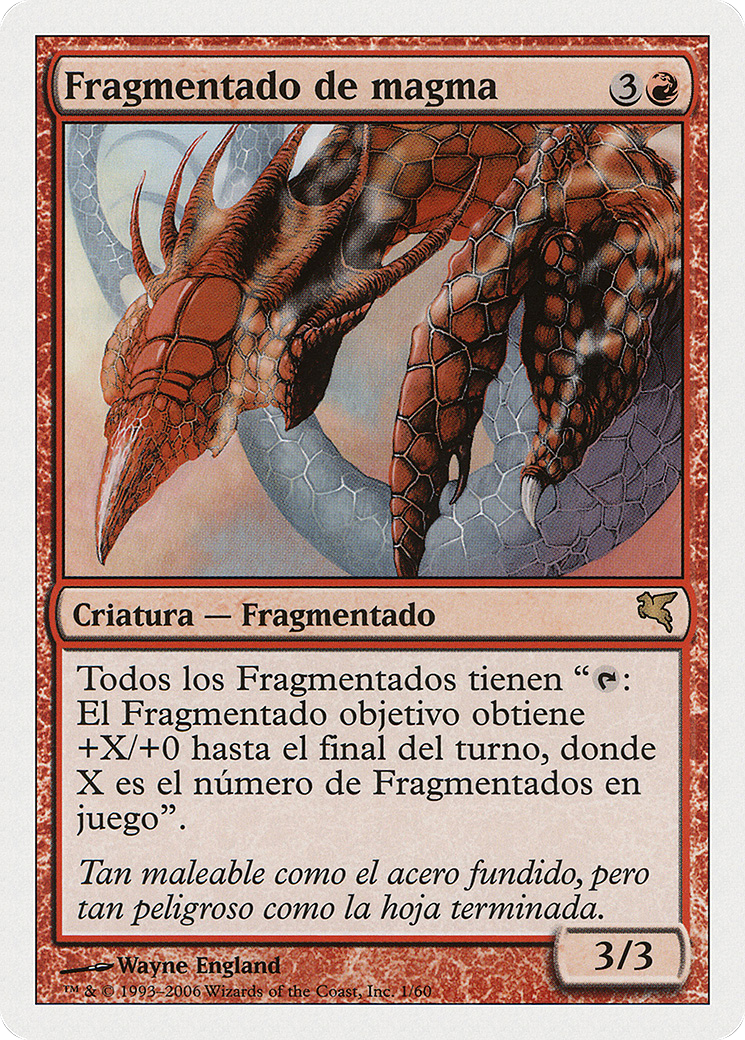 Fragmentado de magma 3
Criatura — Fragmentado
Todos los Fragmentados tienen “ :
El Fragmentado objetivo obtiene
+X/+0 hasta el final del turno, donde
X es el número de Fragmentados en
juego”.
Tan maleable como el acero fundido, pero
tan peligroso como la hoja terminada.
3/3
Wayne England
™ & © 1993–2006 Wizards of the Coast, Inc. 1/60